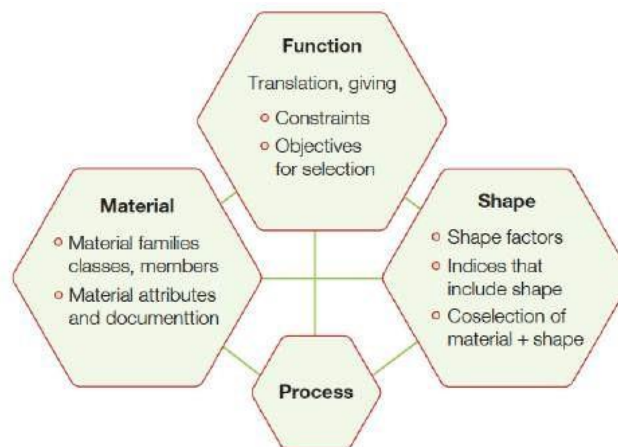 Function
Translation, giving
Constraints
Objectives
for selection
Material
Material families
classes, members
Material attributes
and documenttion
Shape
Shape factors
Indices that
include shape
Coselection of
material + shape
Process